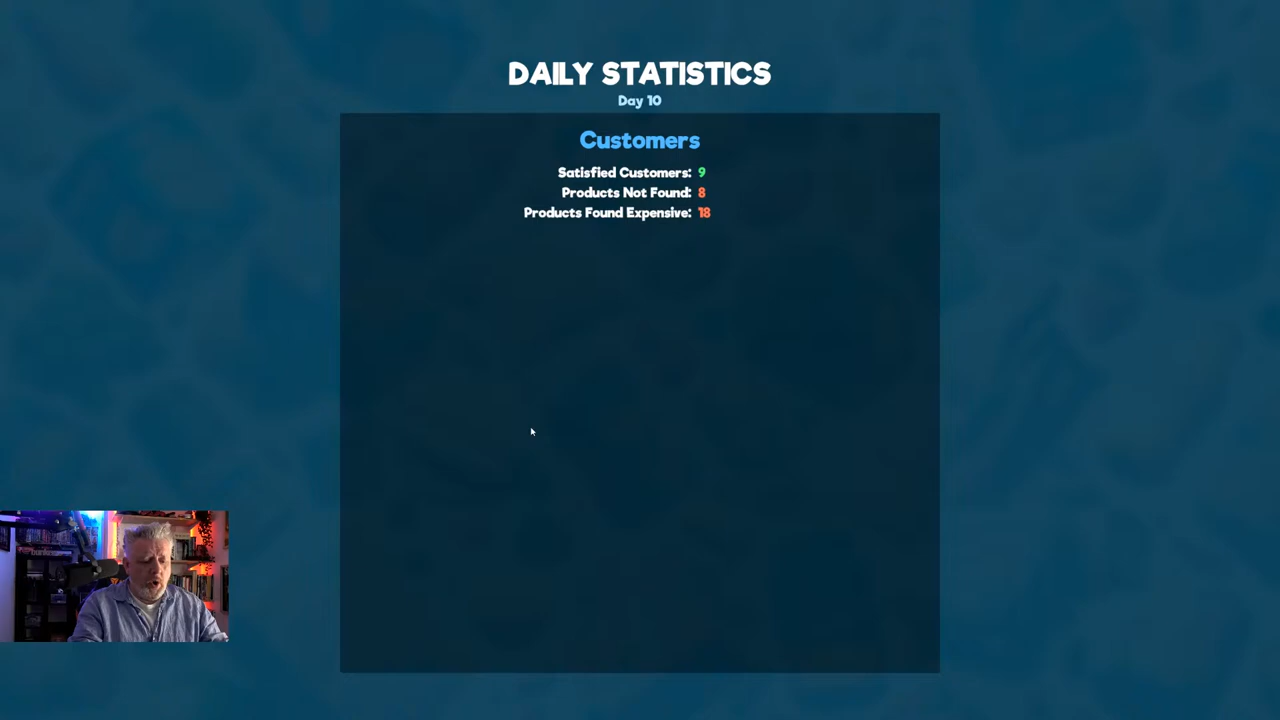 DAILY STATISTICS
Day 10
Customers
Satisfied Customers: 9
Products Not Found: 8
Products Found Expensive: 18